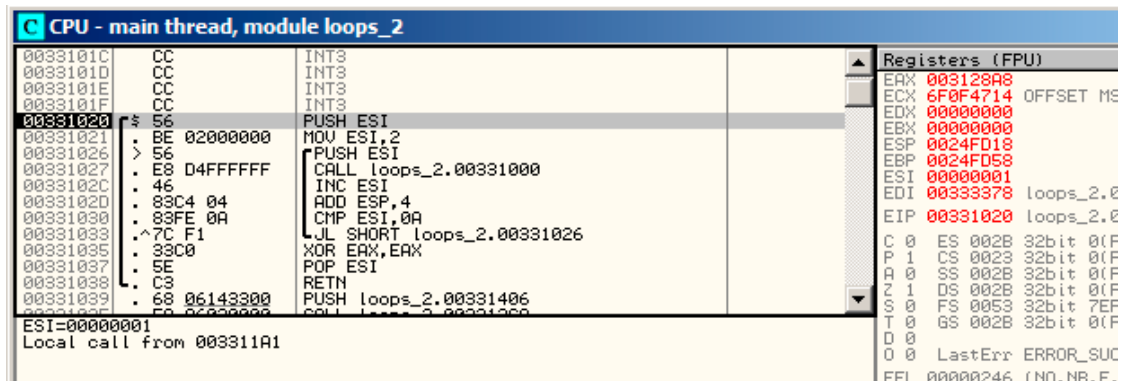 C CPU - main thread, module loops_2
0033101C CC INT3
0033101D CC INT3
0033101E CC INT3
0033101F CC INT3
00331020 $ 56 PUSH ESI
00331021 . BE 02000000 MOV ESI,2
00331026 > 56 PUSH ESI
00331027 . E8 D4FFFFFF CALL loops_2.00331000
0033102C . 46 INC ESI
0033102D . 83C4 04 ADD ESP,4
00331030 . 83FE 0A CMP ESI,0A
00331033 .^7C F1 JL SHORT loops_2.00331026
00331035 . 33C0 XOR EAX,EAX
00331037 . 5E POP ESI
00331038 . C3 RETN
00331039 . 68 06143300 PUSH loops_2.00331406
ESI=00000001
Local call from 003311A1
Registers (FPU)
EAX 003128A8
ECX 6F0F4714 OFFSET MS
EDX 00000000
EBX 00000000
ESP 0024FD18
EBP 0024FD58
ESI 00000001
EDI 00333378 loops_2.0
EIP 00331020 loops_2.0
C 0 ES 002B 32bit 0(F
P 1 CS 0023 32bit 0(F
A 0 SS 002B 32bit 0(F
Z 1 DS 002B 32bit 0(F
S 0 FS 0053 32bit 7EF
T 0 GS 002B 32bit 0(F
D 0
O 0 LastErr ERROR_SUC
EFL 00000246 (NO,NB,E,